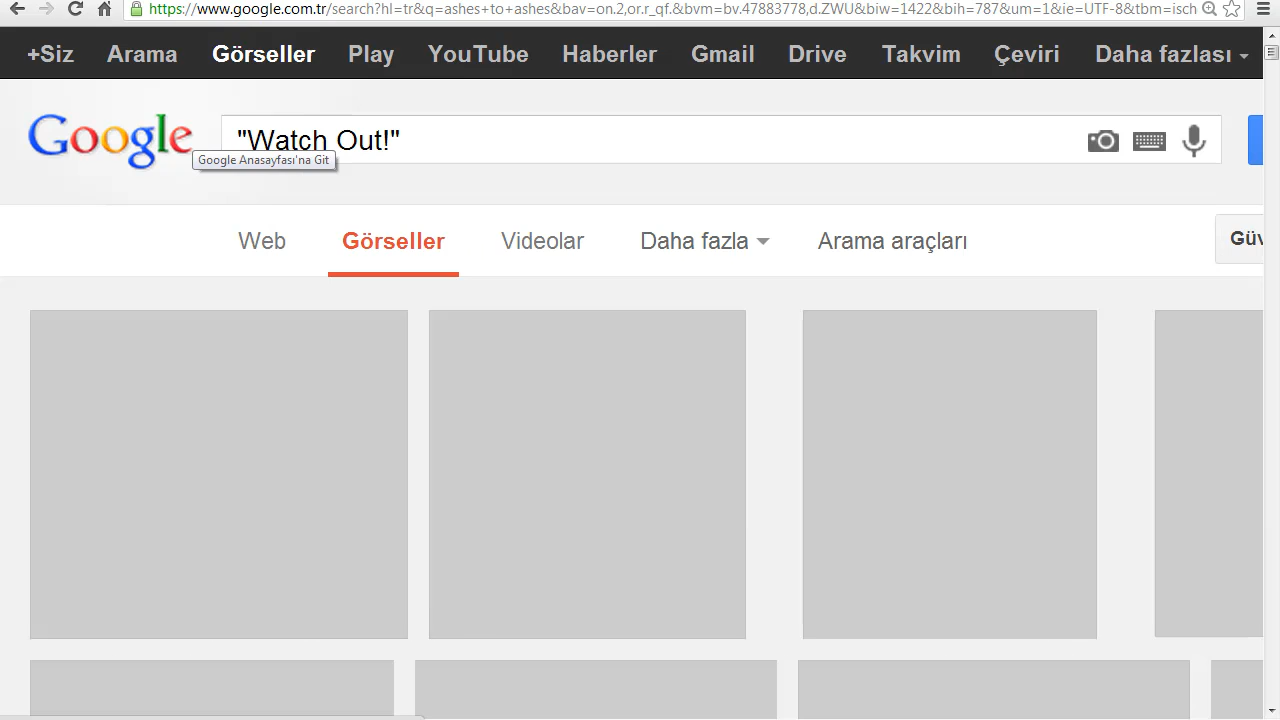 https://www.google.com.tr/search?hl=tr&q=ashes+to+ashes&bav=on.2,or.r_qf.&bvm=bv.47883778,d.ZWU&biw=1422&bih=787&um=1&ie=UTF-8&tbm=isch
+Siz Arama Görseller Play YouTube Haberler Gmail Drive Takvim Çeviri Daha fazlası
Google "Watch Out!"
Google Anasayfası'na Git
Web Görseller Videolar Daha fazla Arama araçları Güv